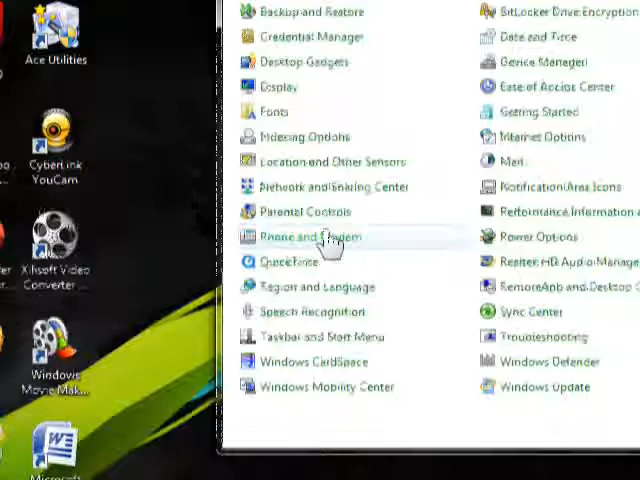 Ace Utilities
CyberLink
YouCam
Xilisoft Video
Converter ...
Windows
Movie Mak...
Microsoft
Backup and Restore
Credential Manager
Desktop Gadgets
Display
Fonts
Indexing Options
Location and Other Sensors
Network and Sharing Center
Parental Controls
Phone and Modem
QuickTime
Region and Language
Speech Recognition
Taskbar and Start Menu
Windows CardSpace
Windows Mobility Center
BitLocker Drive Encryption
Date and Time
Device Manager
Ease of Access Center
Getting Started
Internet Options
Mail
Notification Area Icons
Performance Information a
Power Options
Realtek HD Audio Manage
RemoteApp and Desktop C
Sync Center
Troubleshooting
Windows Defender
Windows Update